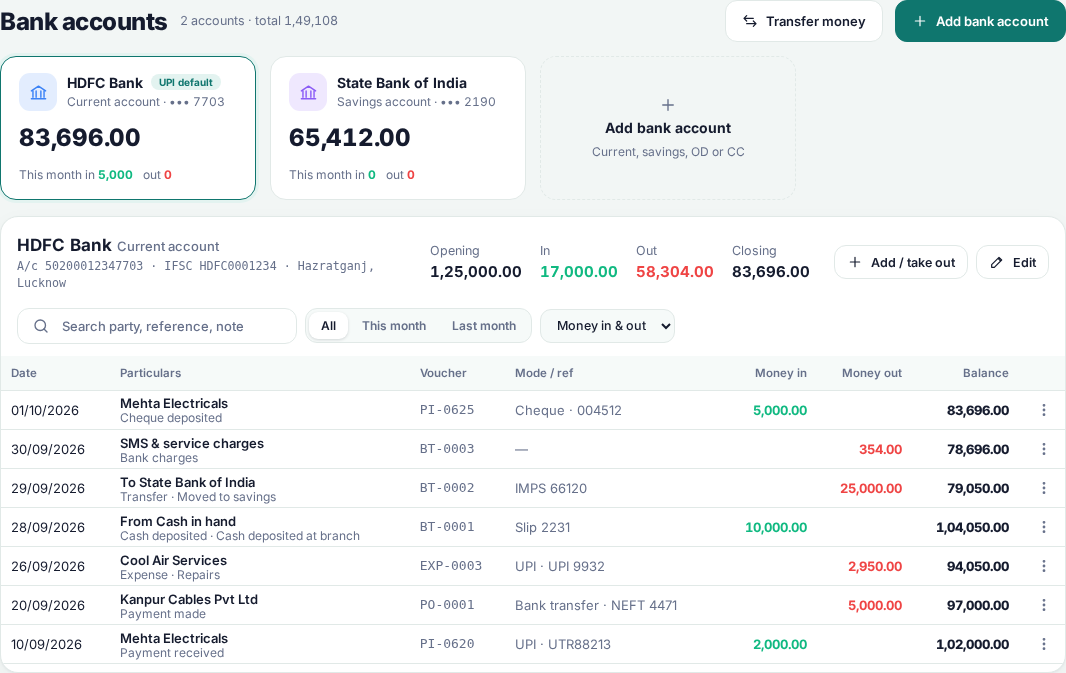 Bank accounts 2 accounts · total 1,49,108 Transfer money Add bank account
HDFC Bank UPI default
Current account · ••• 7703
83,696.00
This month in 5,000 out 0
State Bank of India
Savings account · ••• 2190
65,412.00
This month in 0 out 0
Add bank account
Current, savings, OD or CC
HDFC Bank Current account
A/c 50200012347703 · IFSC HDFC0001234 · Hazratganj,
Lucknow
Opening In Out Closing
1,25,000.00 17,000.00 58,304.00 83,696.00
Add / take out Edit
Search party, reference, note All This month Last month Money in & out
Date Particulars Voucher Mode / ref Money in Money out Balance
01/10/2026 Mehta Electricals PI-0625 Cheque · 004512 5,000.00 83,696.00
Cheque deposited
30/09/2026 SMS & service charges BT-0003 — 354.00 78,696.00
Bank charges
29/09/2026 To State Bank of India BT-0002 IMPS 66120 25,000.00 79,050.00
Transfer · Moved to savings
28/09/2026 From Cash in hand BT-0001 Slip 2231 10,000.00 1,04,050.00
Cash deposited · Cash deposited at branch
26/09/2026 Cool Air Services EXP-0003 UPI · UPI 9932 2,950.00 94,050.00
Expense · Repairs
20/09/2026 Kanpur Cables Pvt Ltd PO-0001 Bank transfer · NEFT 4471 5,000.00 97,000.00
Payment made
10/09/2026 Mehta Electricals PI-0620 UPI · UTR88213 2,000.00 1,02,000.00
Payment received